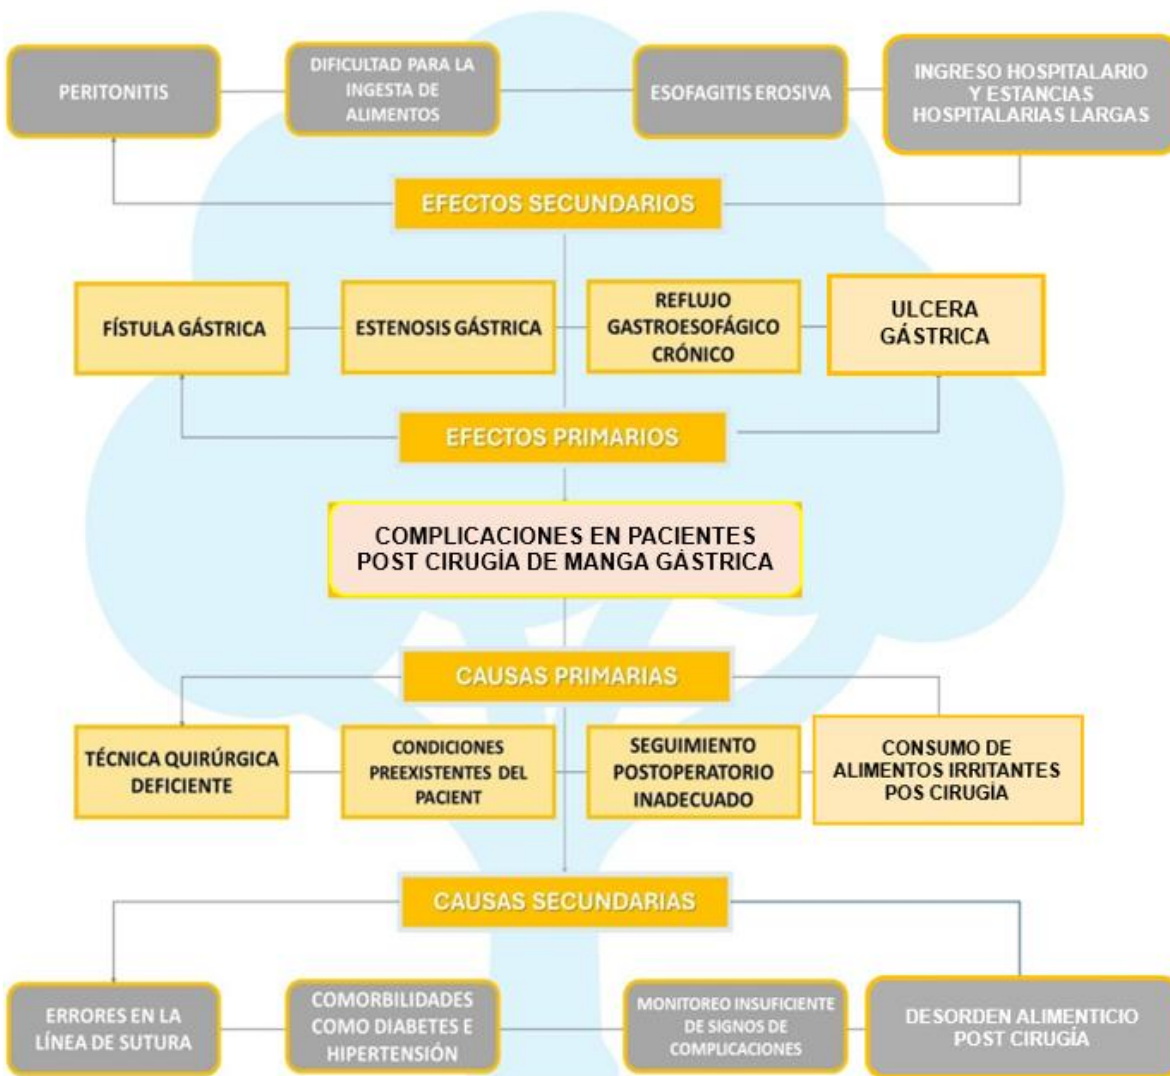 PERITONITIS
DIFICULTAD PARA LA
INGESTA DE
ALIMENTOS
ESOFAGITIS EROSIVA
INGRESO HOSPITALARIO
Y ESTANCIAS
HOSPITALARIAS LARGAS
EFECTOS SECUNDARIOS
FÍSTULA GÁSTRICA
ESTENOSIS GÁSTRICA
REFLUJO
GASTROESOFÁGICO
CRÓNICO
ULCERA
GÁSTRICA
EFECTOS PRIMARIOS
COMPLICACIONES EN PACIENTES
POST CIRUGÍA DE MANGA GÁSTRICA
CAUSAS PRIMARIAS
TÉCNICA QUIRÚRGICA
DEFICIENTE
CONDICIONES
PREEXISTENTES DEL
PACIENT
SEGUIMIENTO
POSTOPERATORIO
INADECUADO
CONSUMO DE
ALIMENTOS IRRITANTES
POS CIRUGÍA
CAUSAS SECUNDARIAS
ERRORES EN LA
LÍNEA DE SUTURA
COMORBILIDADES
COMO DIABETES E
HIPERTENSIÓN
MONITOREO INSUFICIENTE
DE SIGNOS DE
COMPLICACIONES
DESORDEN ALIMENTICIO
POST CIRUGÍA